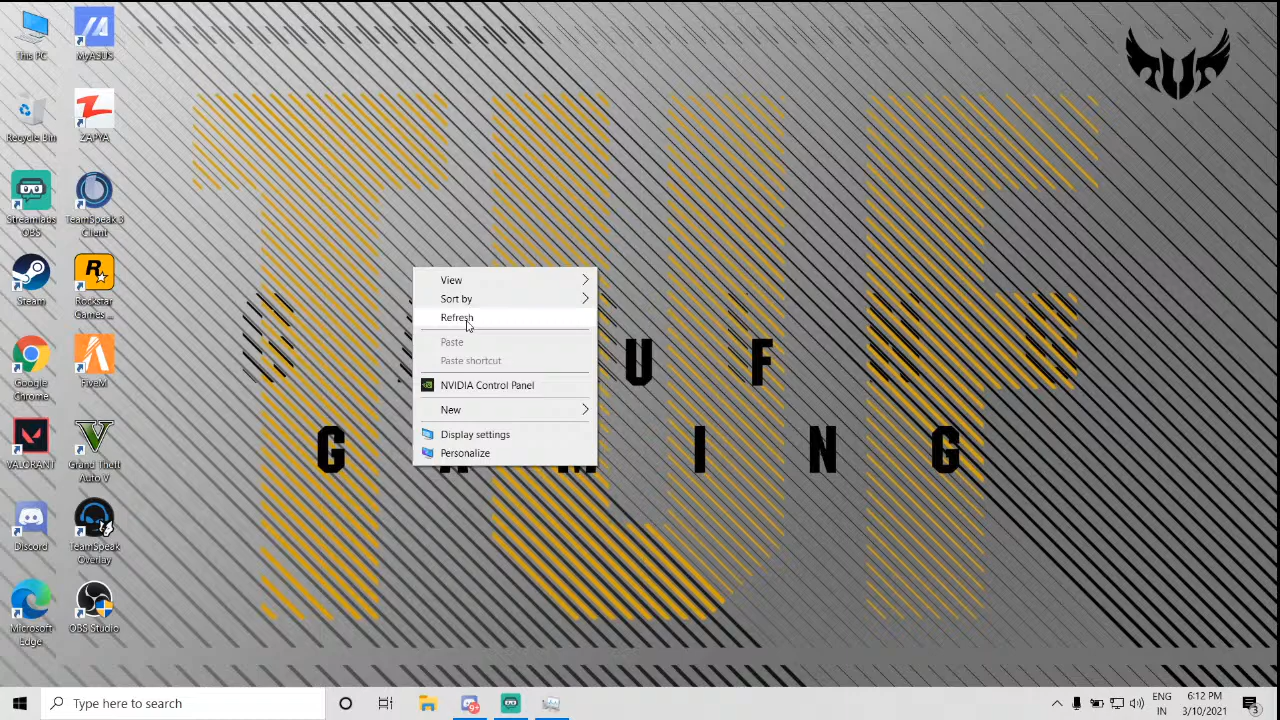 This PC
MyASUS
Recycle Bin
ZAPYA
Streamlabs
OBS
TeamSpeak 3
Client
Steam
Rockstar
Games ...
Google
Chrome
FiveM
VALORANT
Grand Theft
Auto V
Discord
TeamSpeak
Overlay
Microsoft
Edge
OBS Studio
View
Sort by
Refresh
Paste
Paste shortcut
NVIDIA Control Panel
New
Display settings
Personalize
U F
G A M I N G
Type here to search
9+
ENG
IN
6:12 PM
3/10/2021
3